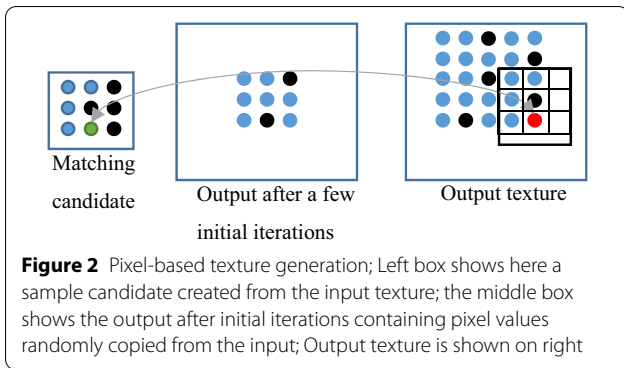 Matching
candidate
Output after a few
initial iterations
Output texture
Figure 2 Pixel-based texture generation; Left box shows here a
sample candidate created from the input texture; the middle box
shows the output after initial iterations containing pixel values
randomly copied from the input; Output texture is shown on right